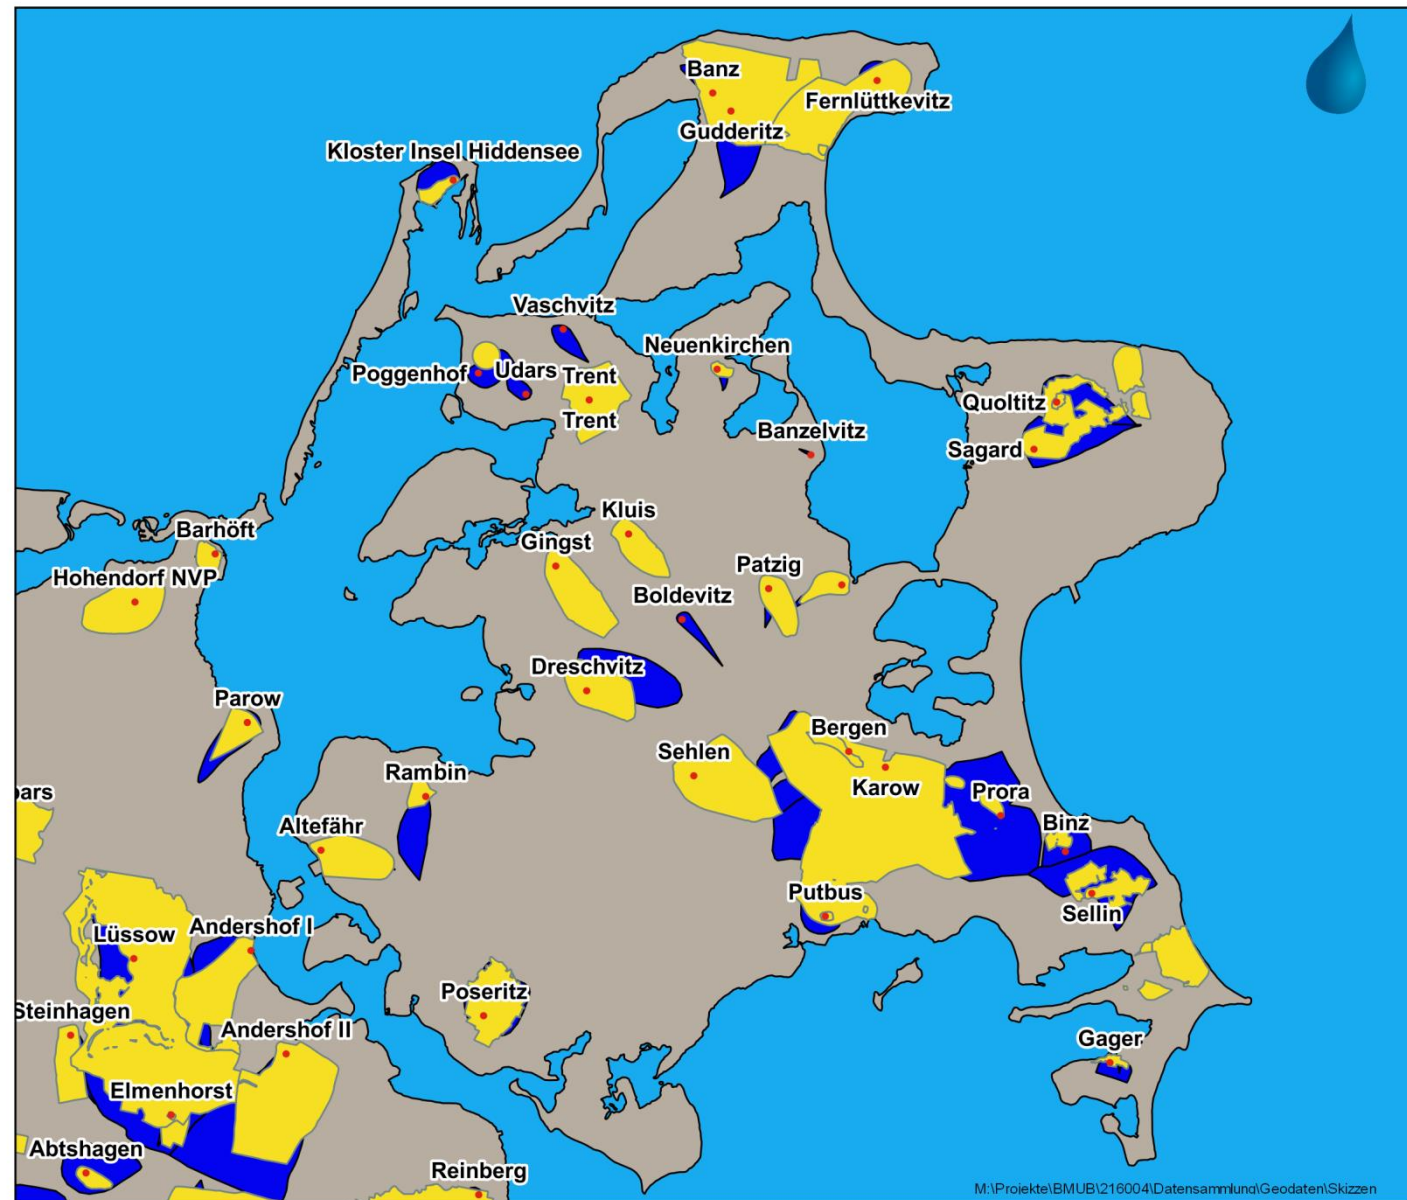 Banz
Fernlüttkevitz
Gudderitz
Kloster Insel Hiddensee
Vaschvitz
Neuenkirchen
Poggenhof
Udars
Trent
Quoltitz
Trent
Banzelvitz
Sagard
Kluis
Barhöft
Gingst
Patzig
Hohendorf NVP
Boldevitz
Dreschvitz
Parow
Bergen
Sehlen
Rambin
Karow
Prora
pars
Binz
Altefähr
Putbus
Sellin
Lüssow
Andershof I
Poseritz
Steinhagen
Andershof II
Gager
Elmenhorst
Abtshagen
Reinberg
M:\Projekte\BMUB\216004\Datensammlung\Geodaten\Skizzen